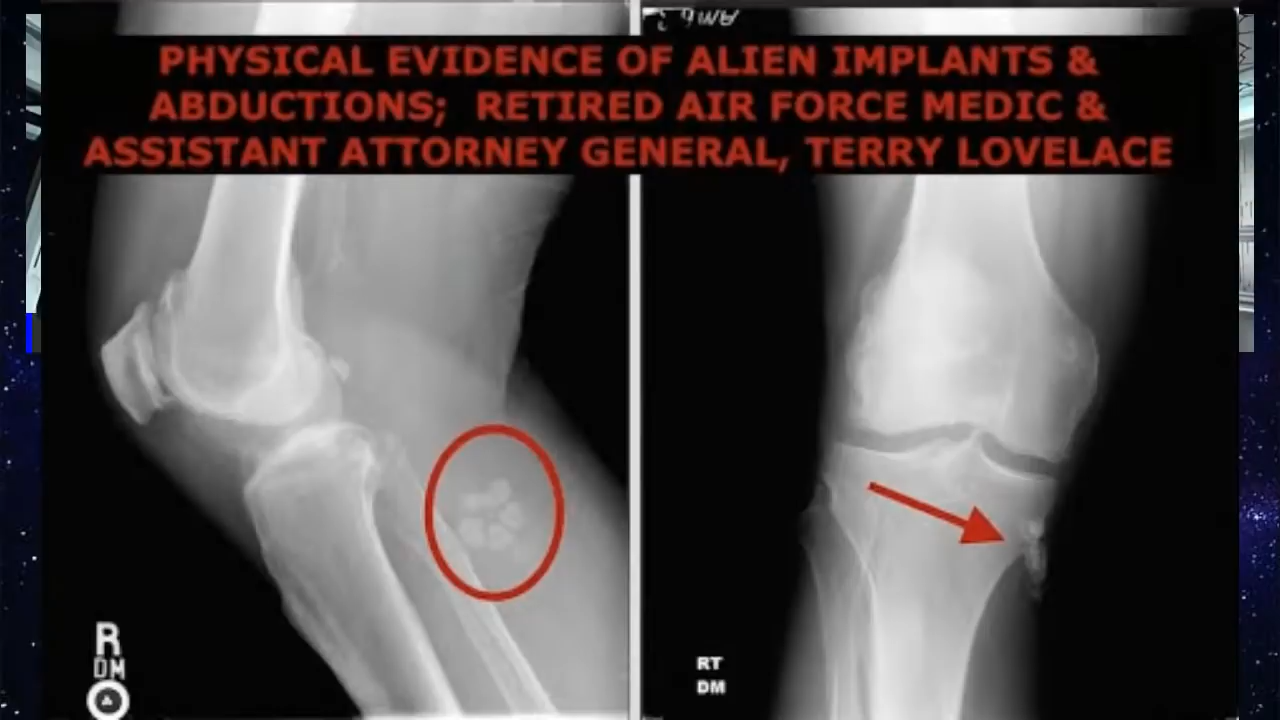 PHYSICAL EVIDENCE OF ALIEN IMPLANTS &
ABDUCTIONS; RETIRED AIR FORCE MEDIC &
ASSISTANT ATTORNEY GENERAL, TERRY LOVELACE
R
DM
RT
DM